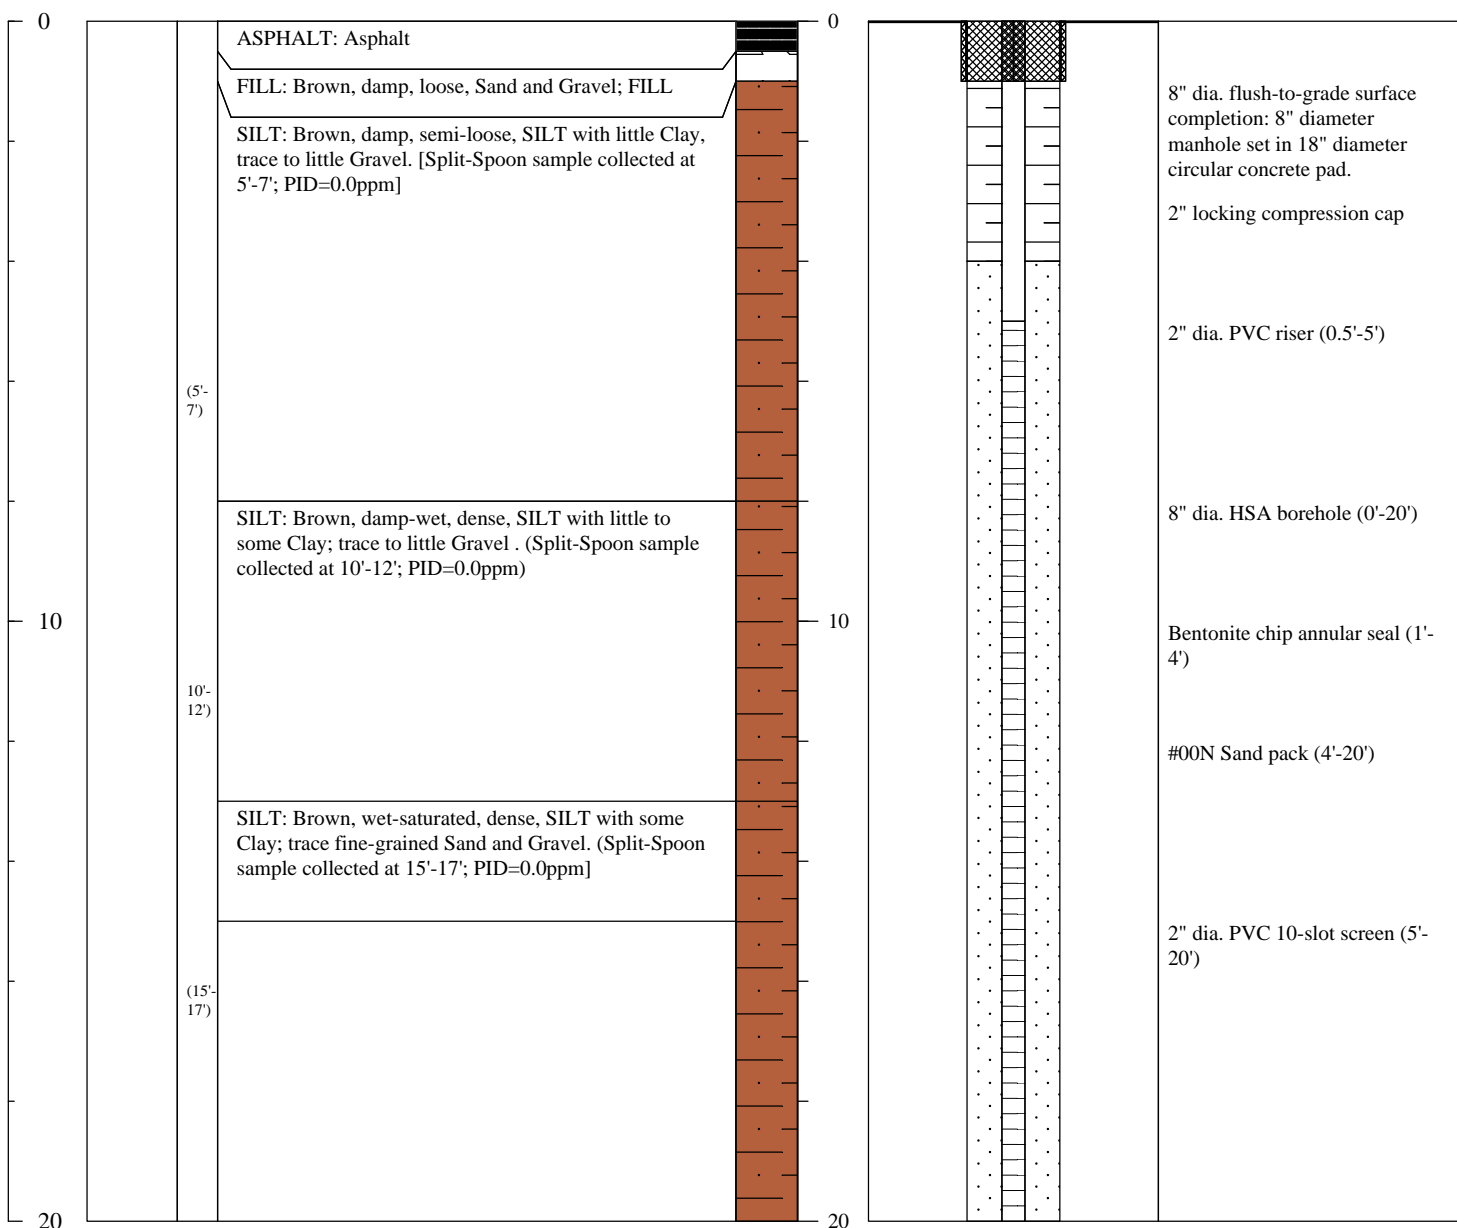 0
10
20
(5'-
7')
10'-
12')
(15'-
17')
ASPHALT: Asphalt
FILL: Brown, damp, loose, Sand and Gravel; FILL
SILT: Brown, damp, semi-loose, SILT with little Clay,
trace to little Gravel. [Split-Spoon sample collected at
5'-7'; PID=0.0ppm]
SILT: Brown, damp-wet, dense, SILT with little to
some Clay; trace to little Gravel . (Split-Spoon sample
collected at 10'-12'; PID=0.0ppm)
SILT: Brown, wet-saturated, dense, SILT with some
Clay; trace fine-grained Sand and Gravel. (Split-Spoon
sample collected at 15'-17'; PID=0.0ppm]
0
10
20
8" dia. flush-to-grade surface
completion: 8" diameter
manhole set in 18" diameter
circular concrete pad.
2" locking compression cap
2" dia. PVC riser (0.5'-5')
8" dia. HSA borehole (0'-20')
Bentonite chip annular seal (1'-
4')
#00N Sand pack (4'-20')
2" dia. PVC 10-slot screen (5'-
20')